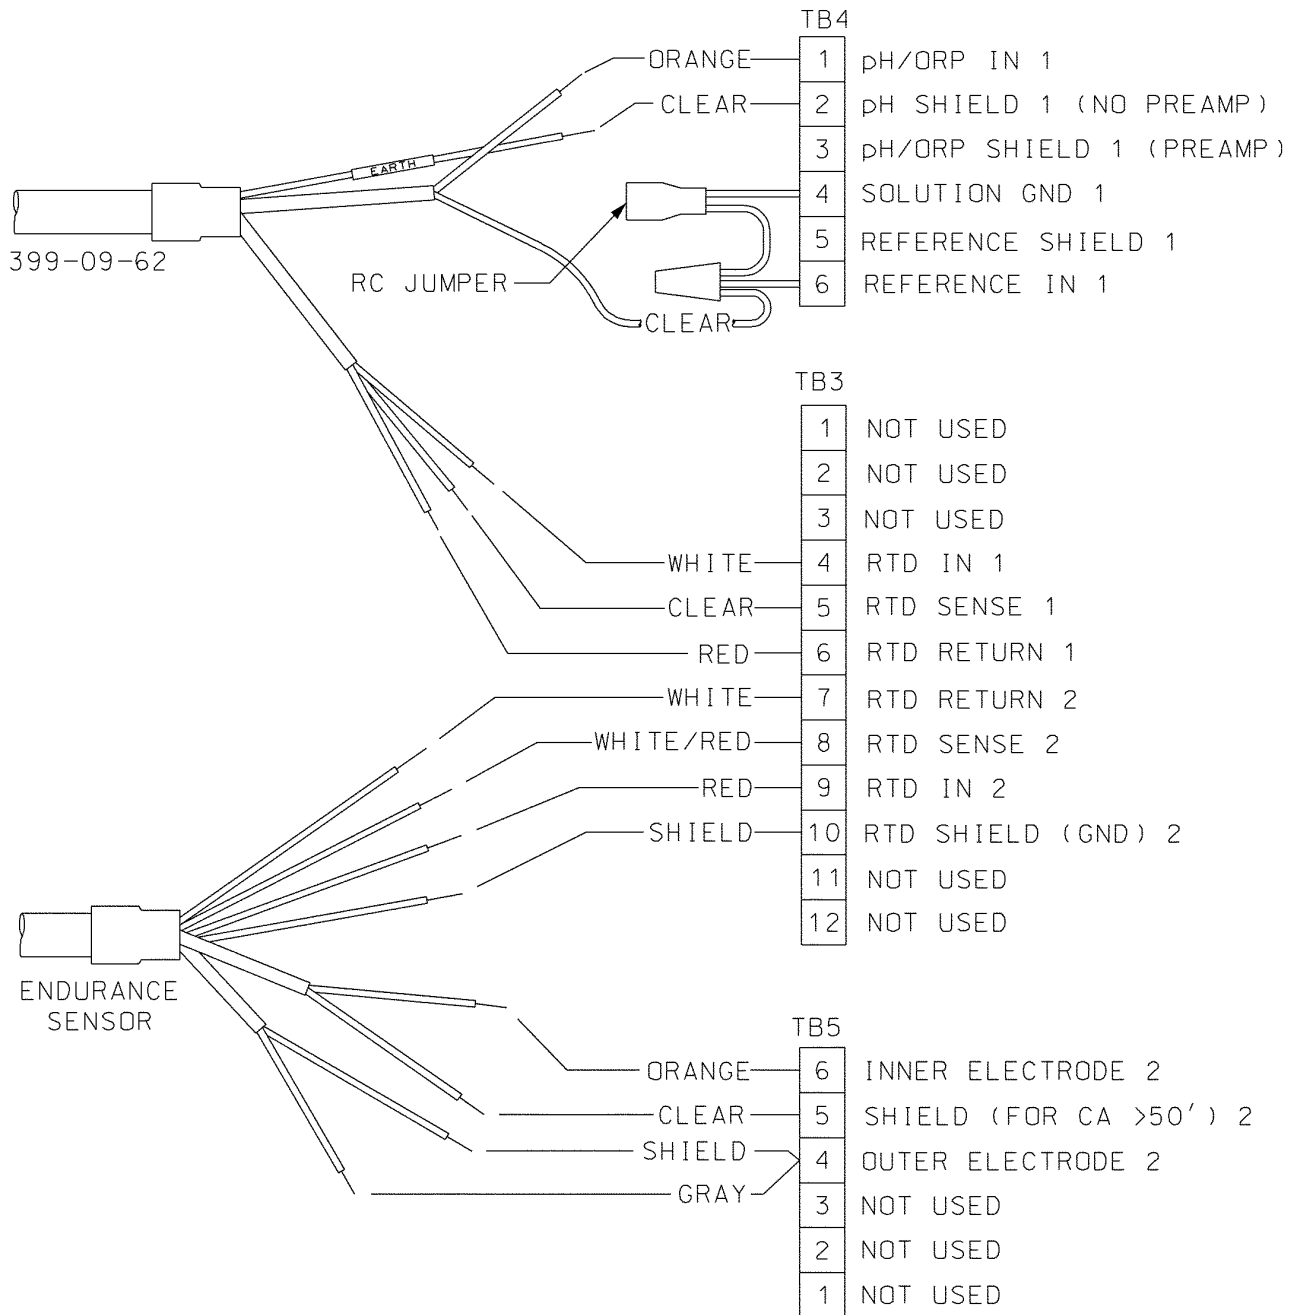 TB4
ORANGE 1 pH/ORP IN 1
CLEAR 2 pH SHIELD 1 (NO PREAMP)
EARTH 3 pH/ORP SHIELD 1 (PREAMP)
4 SOLUTION GND 1
399-09-62
5 REFERENCE SHIELD 1
RC JUMPER 6 REFERENCE IN 1
CLEAR
TB3
1 NOT USED
2 NOT USED
3 NOT USED
WHITE 4 RTD IN 1
CLEAR 5 RTD SENSE 1
RED 6 RTD RETURN 1
WHITE 7 RTD RETURN 2
WHITE/RED 8 RTD SENSE 2
RED 9 RTD IN 2
SHIELD 10 RTD SHIELD (GND) 2
11 NOT USED
12 NOT USED
ENDURANCE
SENSOR
TB5
ORANGE 6 INNER ELECTRODE 2
CLEAR 5 SHIELD (FOR CA >50') 2
SHIELD 4 OUTER ELECTRODE 2
GRAY 3 NOT USED
2 NOT USED
1 NOT USED